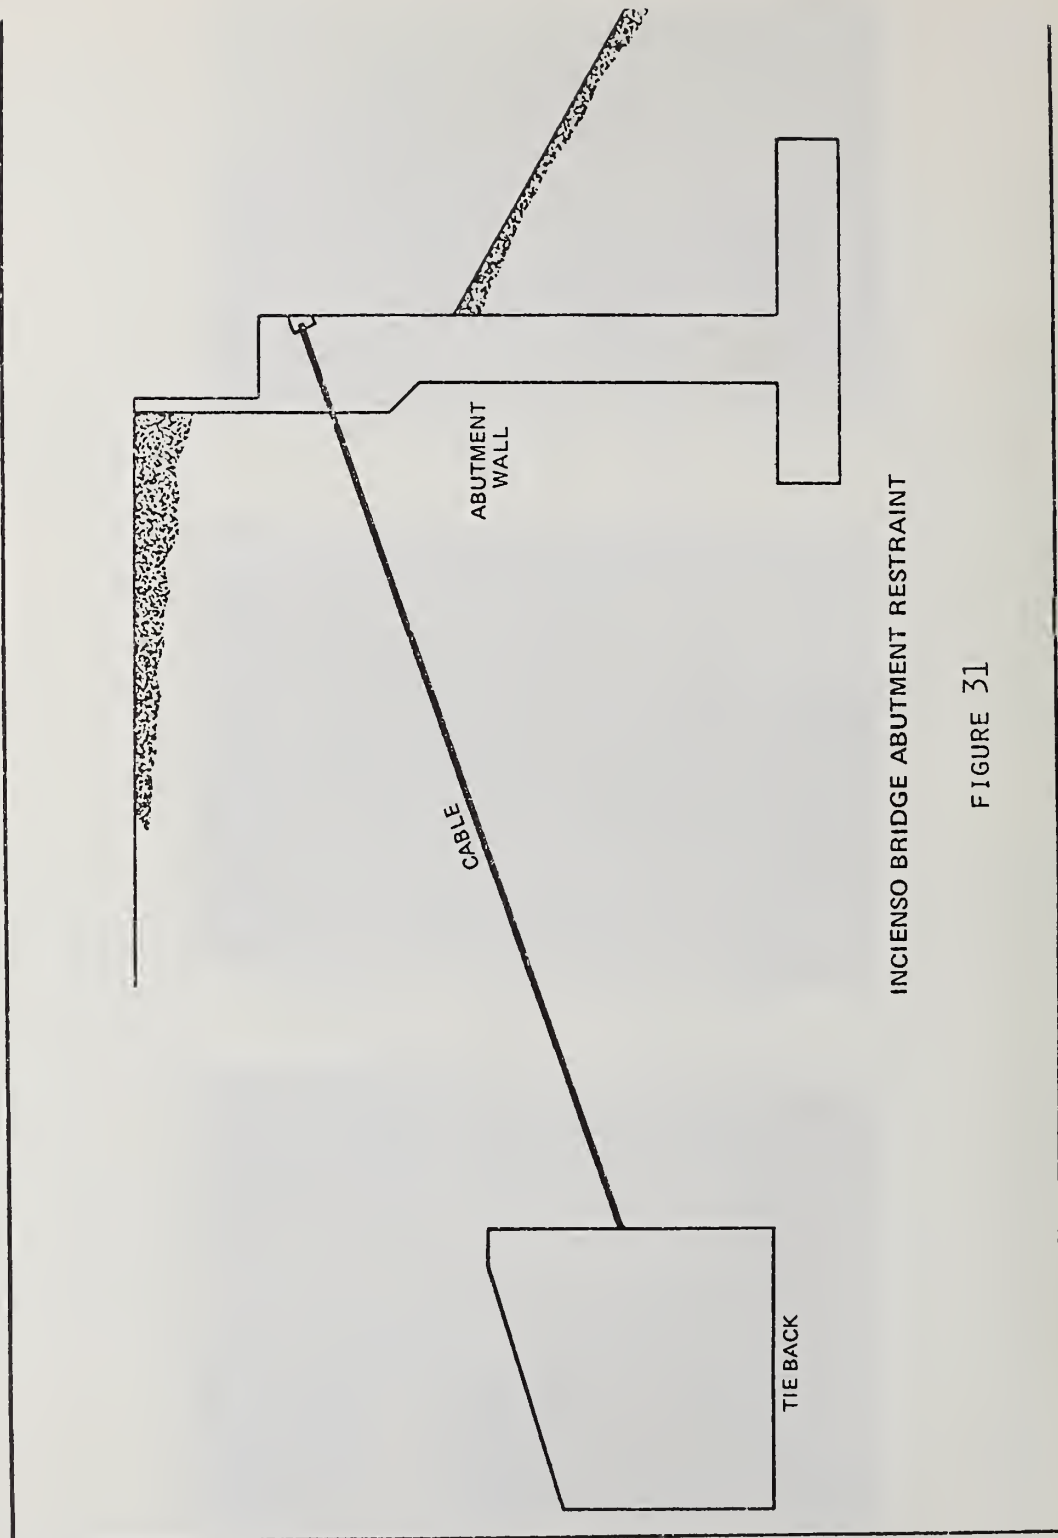 CABLE
ABUTMENT
WALL
TIE BACK
INCIENSO BRIDGE ABUTMENT RESTRAINT
FIGURE 31